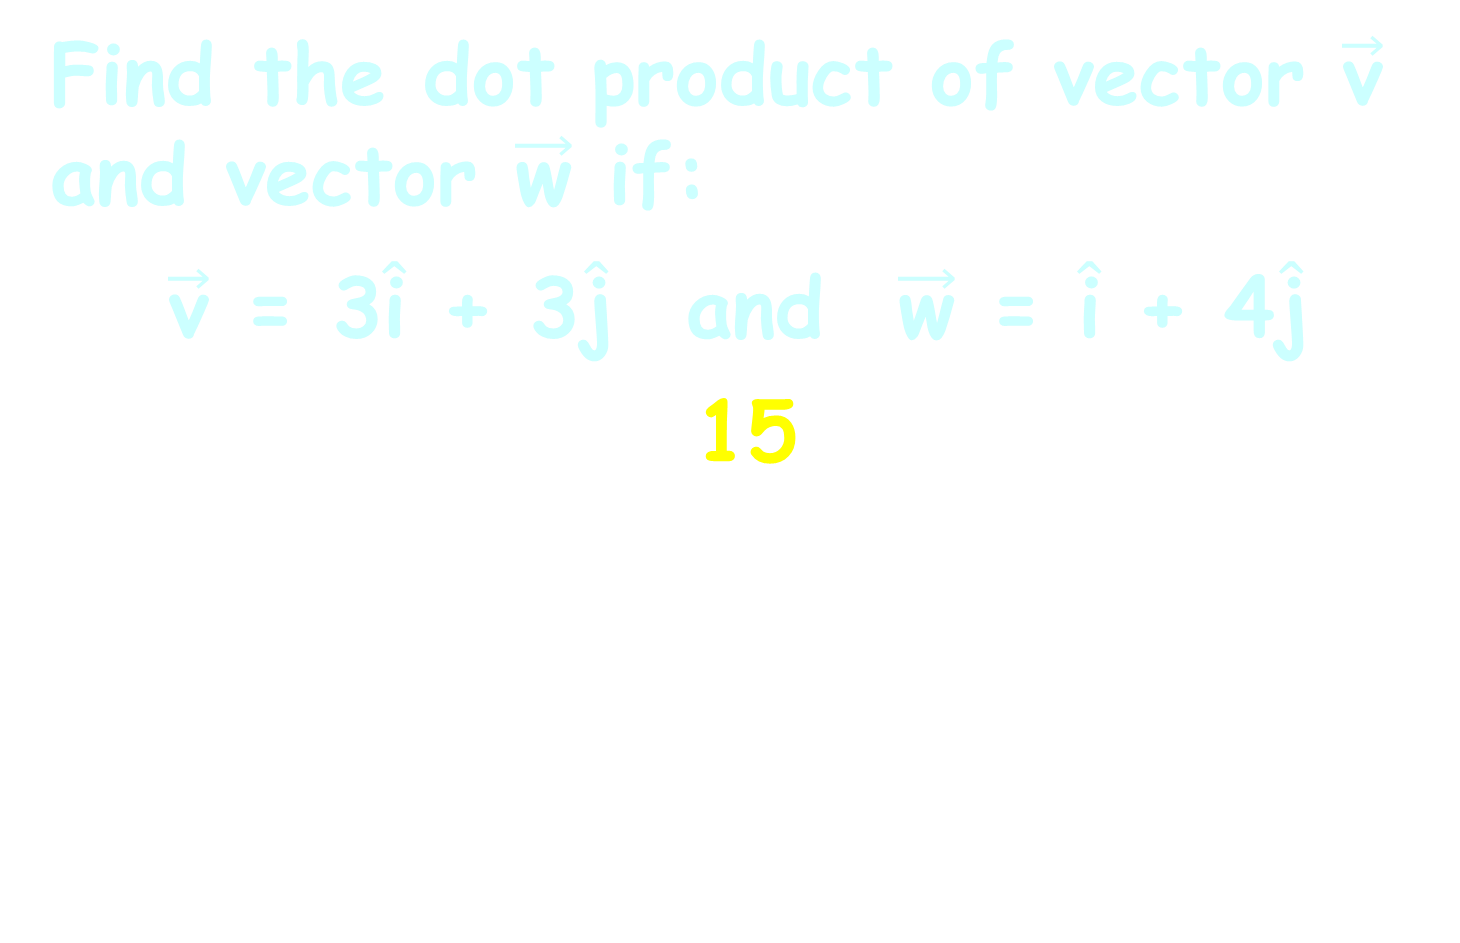 Find the dot product of vector v⃗
and vector w⃗ if:
v⃗ = 3î + 3ĵ and w⃗ = î + 4ĵ
15